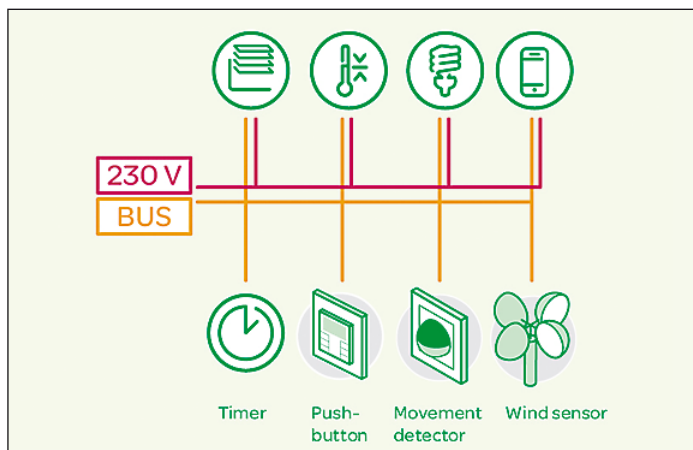 230 V
BUS
Timer
Push-
button
Movement
detector
Wind sensor